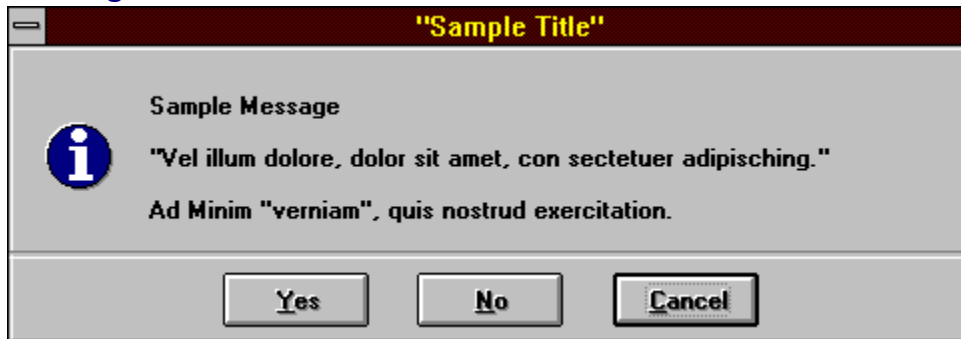 "Sample Title"
Sample Message
"Vel illum dolore, dolor sit amet, con sectetuer adipisching."
Ad Minim "verniam", quis nostrud exercitation.
Yes No Cancel